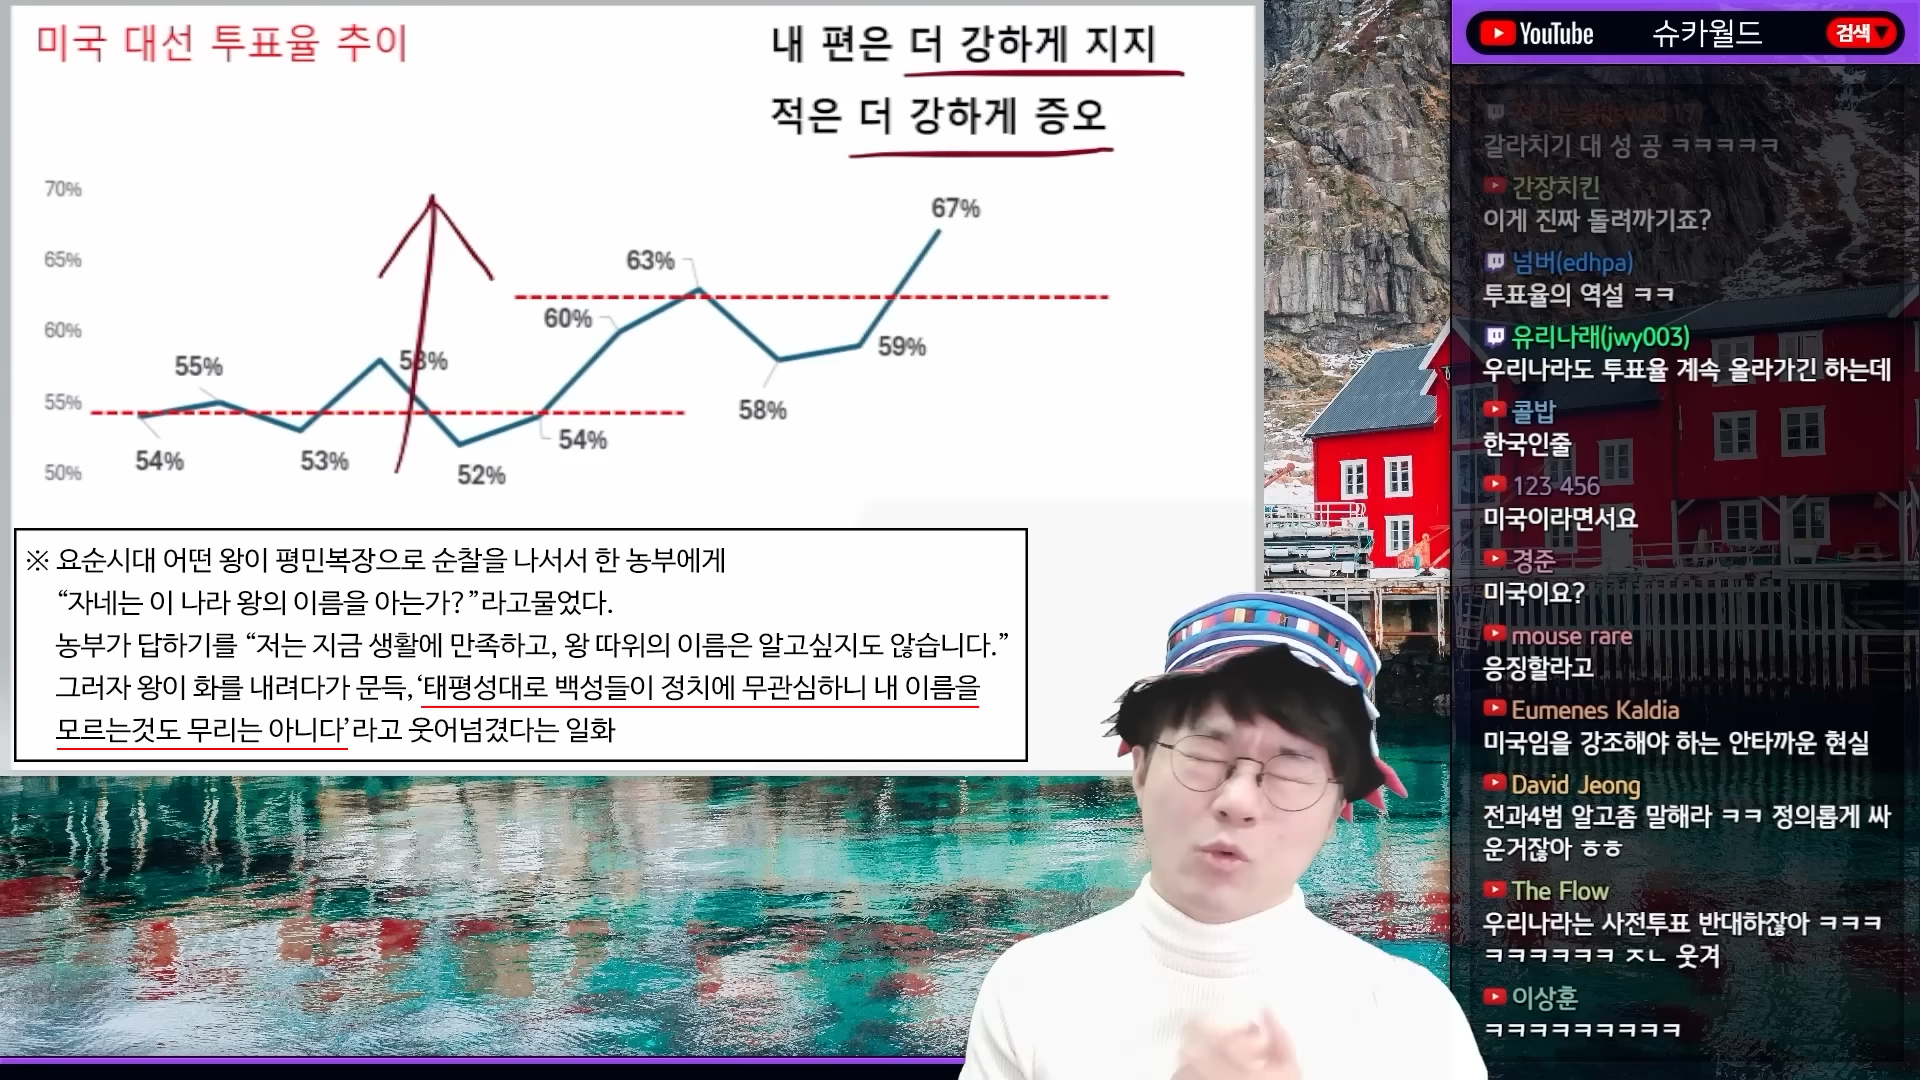 미국 대선 투표율 추이
내 편은 더 강하게 지지
적은 더 강하게 증오
70%
65%
60%
55%
50%
54%
55%
53%
58%
52%
54%
60%
63%
58%
59%
67%
※ 요순시대 어떤 왕이 평민복장으로 순찰을 나서서 한 농부에게
“자네는 이 나라 왕의 이름을 아는가?”라고물었다.
농부가 답하기를 “저는 지금 생활에 만족하고, 왕 따위의 이름은 알고싶지도 않습니다.”
그러자 왕이 화를 내려다가 문득, ‘태평성대로 백성들이 정치에 무관심하니 내 이름을
모르는것도 무리는 아니다’라고 웃어넘겼다는 일화
YouTube 슈카월드 검색
갈라치기 대 성 공 ㅋㅋㅋㅋㅋ
간장치킨
이게 진짜 돌려까기죠?
넘버(edhpa)
투표율의 역설 ㅋㅋ
유리나래(jwy003)
우리나라도 투표율 계속 올라가긴 하는데
콜밥
한국인줄
123 456
미국이라면서요
경준
미국이요?
mouse rare
응징할라고
Eumenes Kaldia
미국임을 강조해야 하는 안타까운 현실
David Jeong
전과4범 알고좀 말해라 ㅋㅋ 정의롭게 싸
운거잖아 ㅎㅎ
The Flow
우리나라는 사전투표 반대하잖아 ㅋㅋㅋ
ㅋㅋㅋㅋㅋㅋ ㅈㄴ 웃겨
이상훈
ㅋㅋㅋㅋㅋㅋㅋㅋㅋ